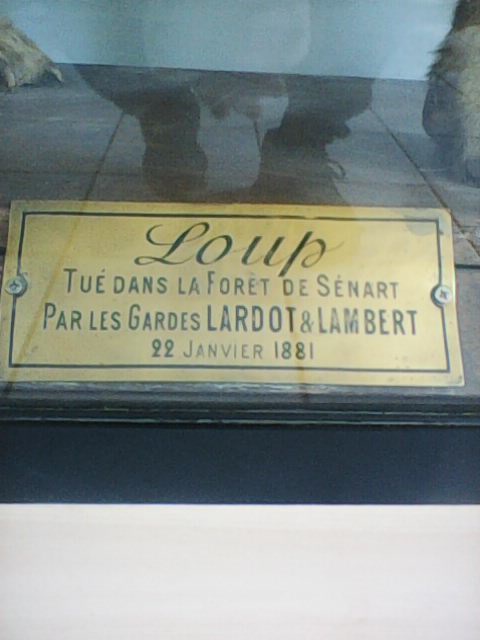 Loup
TUÉ DANS LA FORÊT DE SÉNART
PAR LES GARDES LARDOT & LAMBERT
22 JANVIER 1881